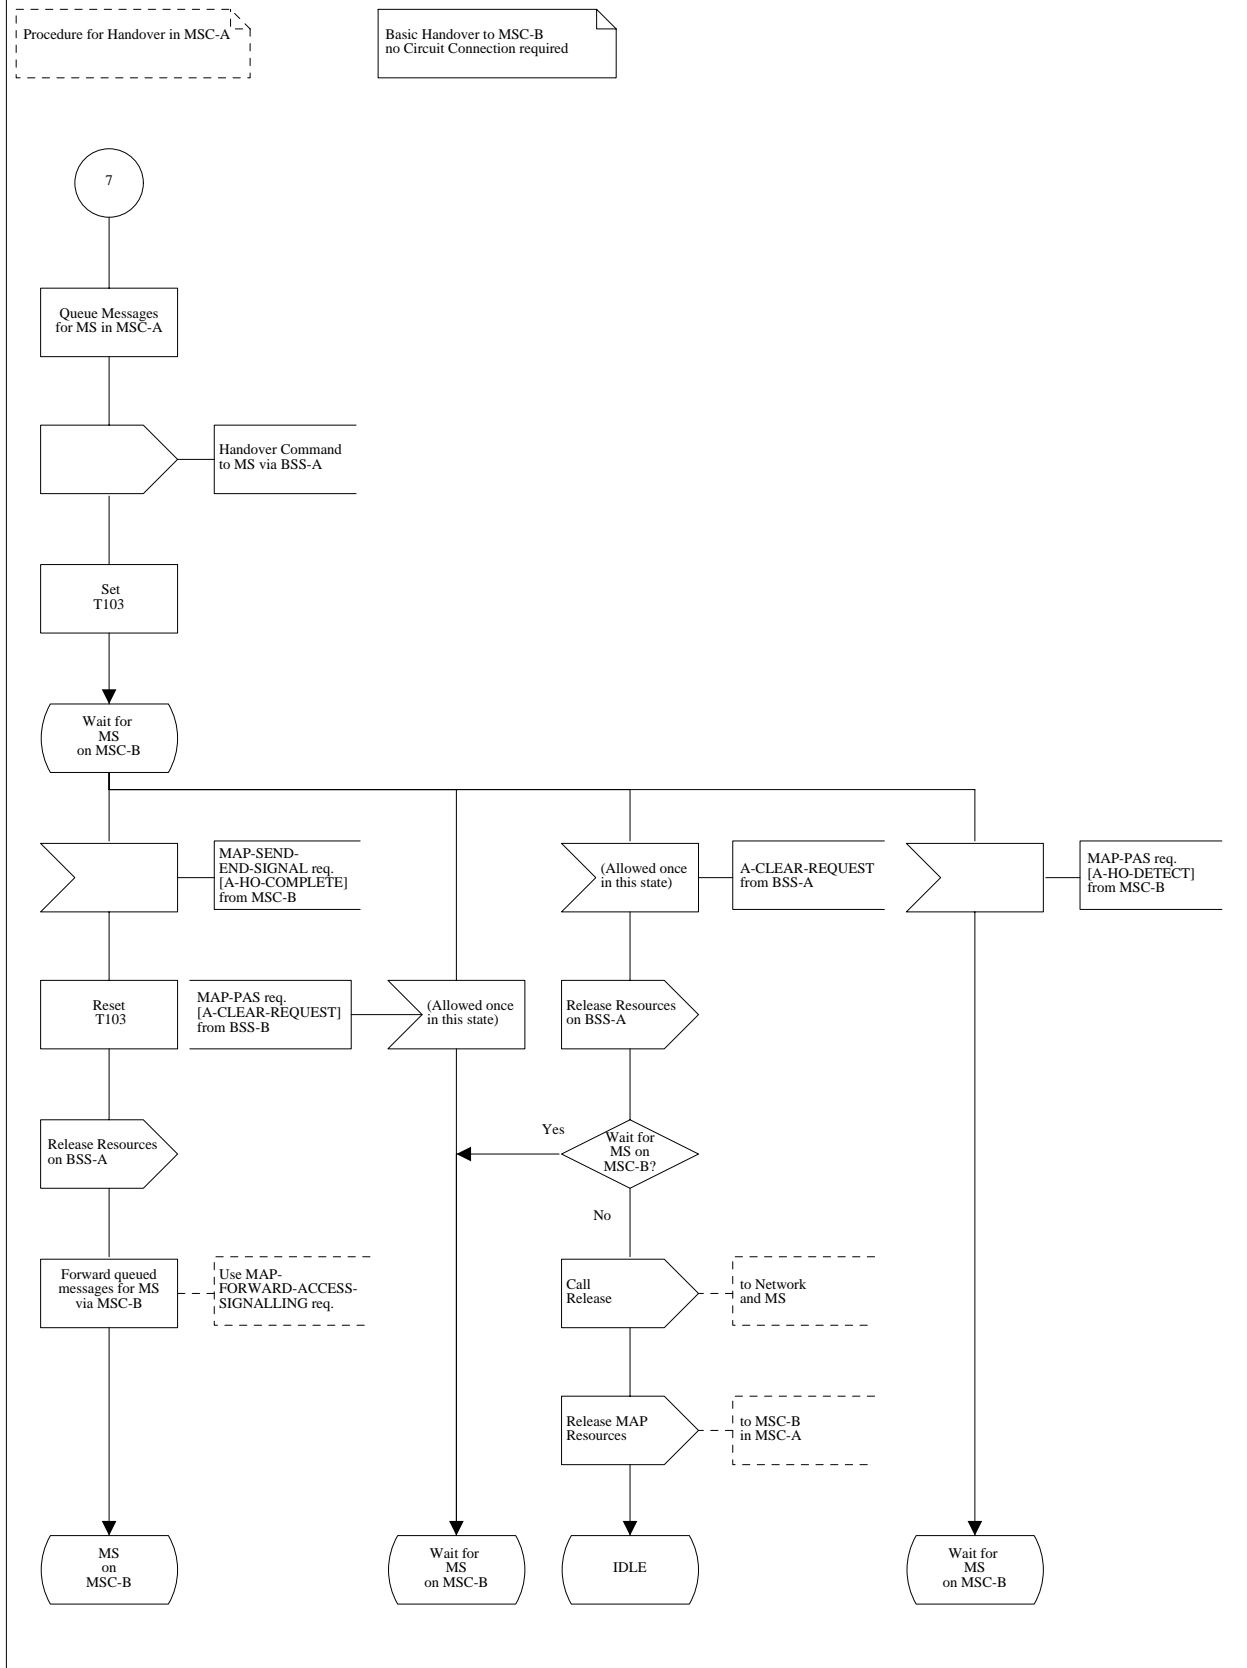 Procedure for Handover in MSC-A
Basic Handover to MSC-B
no Circuit Connection required
7
Queue Messages
for MS in MSC-A
Handover Command
to MS via BSS-A
Set
T103
Wait for
MS
on MSC-B
MAP-SEND-
END-SIGNAL req.
[A-HO-COMPLETE]
from MSC-B
(Allowed once
in this state)
A-CLEAR-REQUEST
from BSS-A
MAP-PAS req.
[A-HO-DETECT]
from MSC-B
Reset
T103
MAP-PAS req.
[A-CLEAR-REQUEST]
from BSS-B
(Allowed once
in this state)
Release Resources
on BSS-A
Release Resources
on BSS-A
Yes
Wait for
MS on
MSC-B?
No
Forward queued
messages for MS
via MSC-B
Use MAP-
FORWARD-ACCESS-
SIGNALLING req.
Call
Release
to Network
and MS
Release MAP
Resources
to MSC-B
in MSC-A
MS
on
MSC-B
Wait for
MS
on MSC-B
IDLE
Wait for
MS
on MSC-B